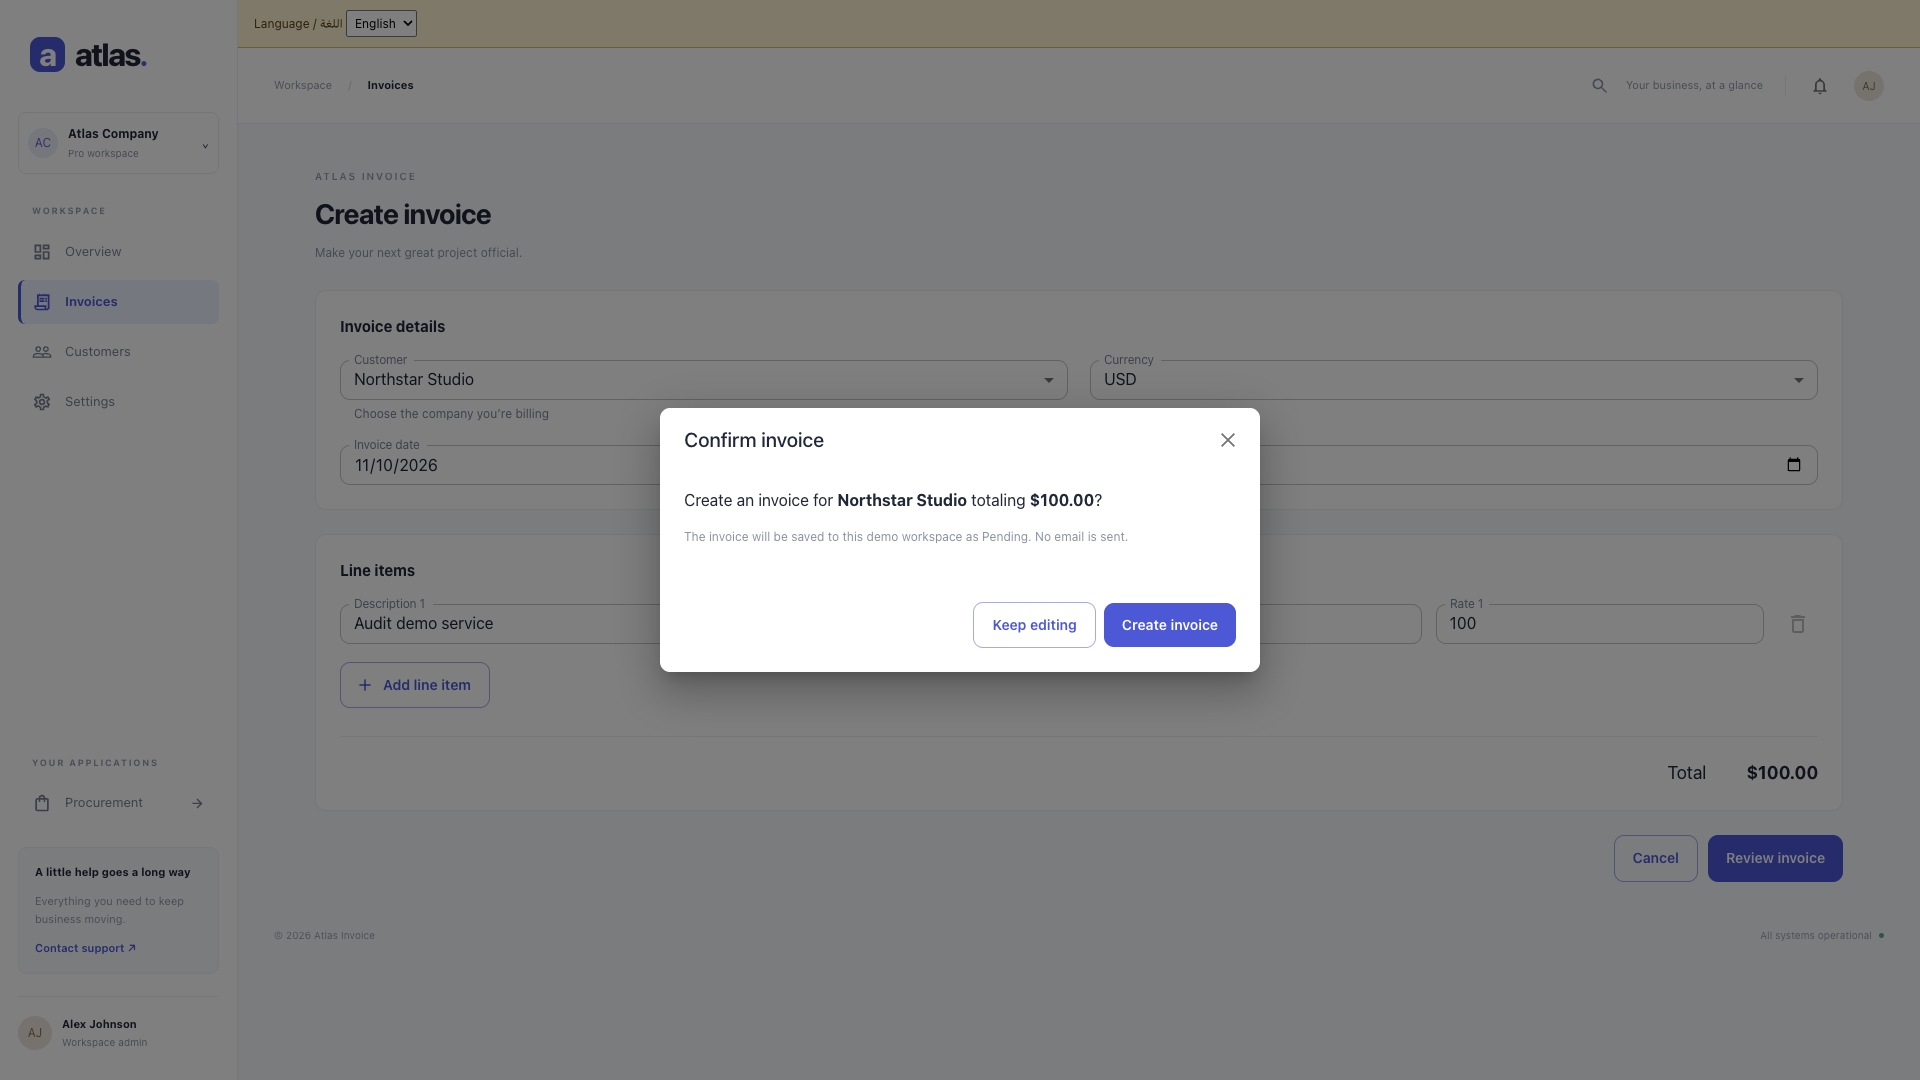 Language / اللغة English
a atlas.
Workspace / Invoices
Your business, at a glance
AJ
AC
Atlas Company
Pro workspace
WORKSPACE
Overview
Invoices
Customers
Settings
YOUR APPLICATIONS
Procurement
A little help goes a long way
Everything you need to keep
business moving.
Contact support ↗
AJ
Alex Johnson
Workspace admin
ATLAS INVOICE
Create invoice
Make your next great project official.
Invoice details
Customer
Northstar Studio
Choose the company you're billing
Currency
USD
Invoice date
11/10/2026
Line items
Description 1
Audit demo service
Rate 1
100
Add line item
Total $100.00
Cancel
Review invoice
© 2026 Atlas Invoice
All systems operational
Confirm invoice
Create an invoice for Northstar Studio totaling $100.00?
The invoice will be saved to this demo workspace as Pending. No email is sent.
Keep editing
Create invoice